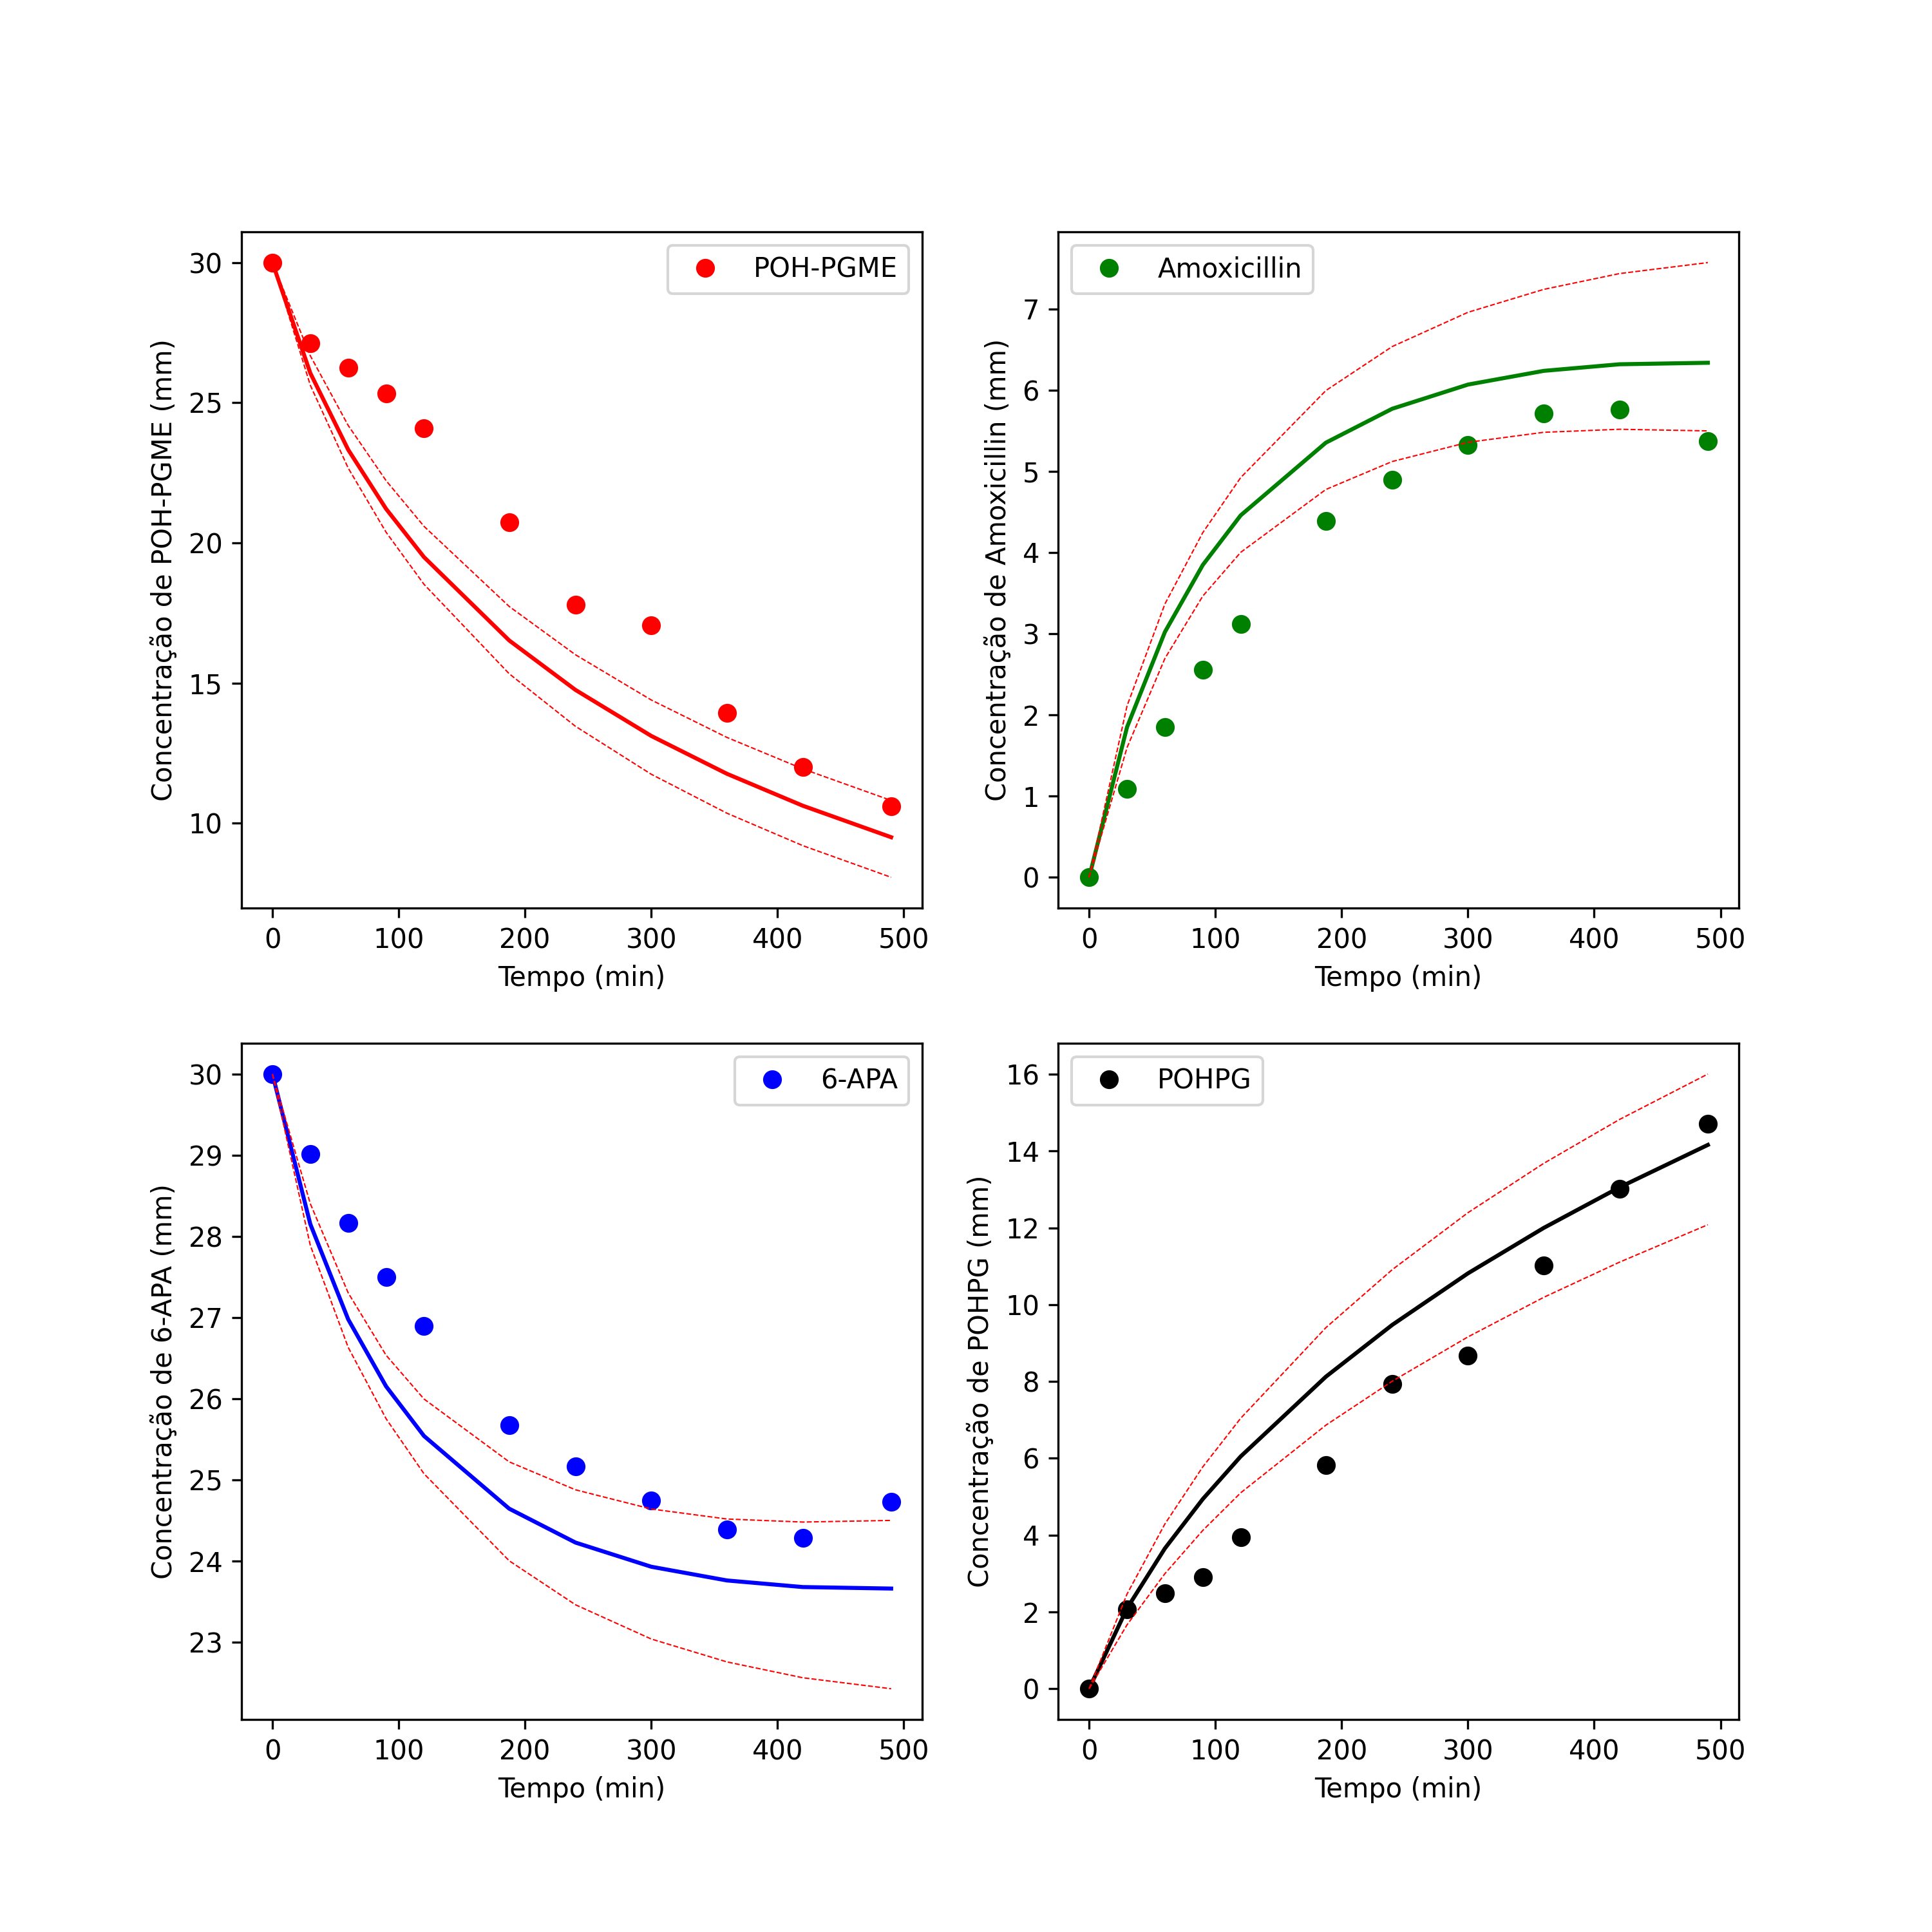 POH-PGME
30
25
20
15
10
Concentração de POH-PGME (mm)
0 100 200 300 400 500
Tempo (min)
Amoxicillin
7
6
5
4
3
2
1
0
Concentração de Amoxicillin (mm)
0 100 200 300 400 500
Tempo (min)
6-APA
30
29
28
27
26
25
24
23
Concentração de 6-APA (mm)
0 100 200 300 400 500
Tempo (min)
POHPG
16
14
12
10
8
6
4
2
0
Concentração de POHPG (mm)
0 100 200 300 400 500
Tempo (min)